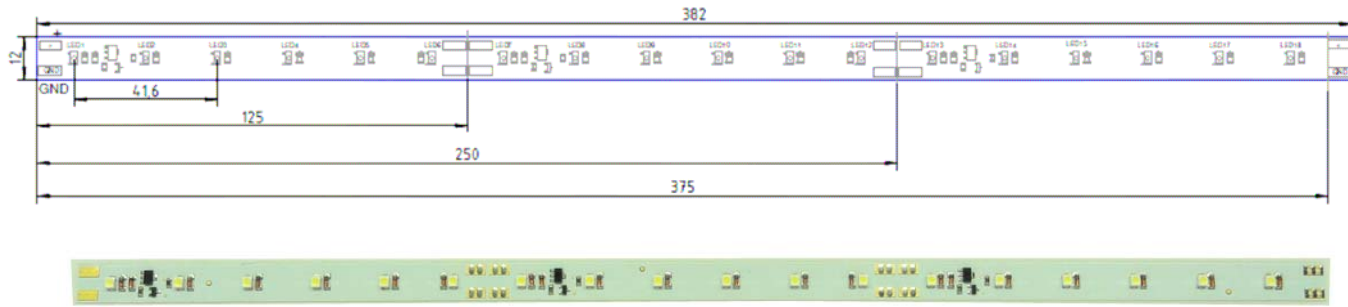 382
+
LED1 LED2 LED3 LED4 LED5 LED6 LED7 LED8 LED9 LED10 LED11 LED12 LED13 LED14 LED15 LED16 LED17 LED18
12
GND GND
GND
41,6
125
250
375